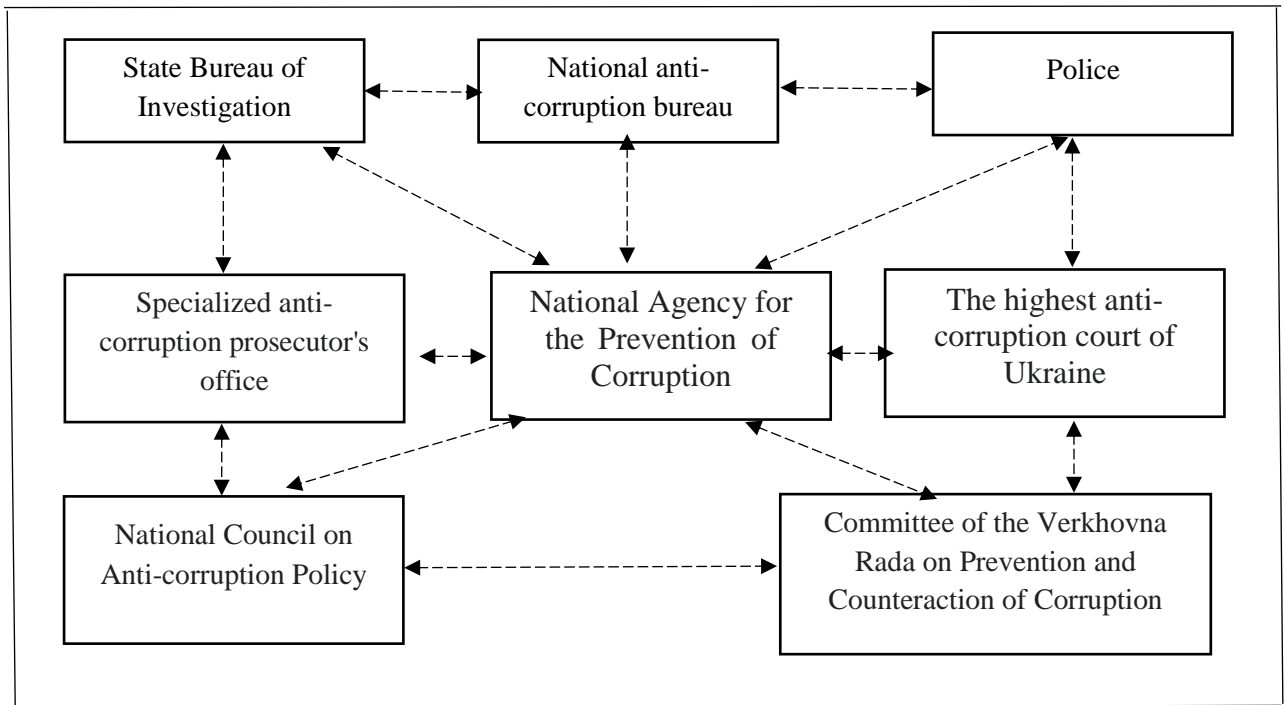 State Bureau of
Investigation
National anti-
corruption bureau
Police
Specialized anti-
corruption prosecutor's
office
National Agency for
the Prevention of
Corruption
The highest anti-
corruption court of
Ukraine
National Council on
Anti-corruption Policy
Committee of the Verkhovna
Rada on Prevention and
Counteraction of Corruption